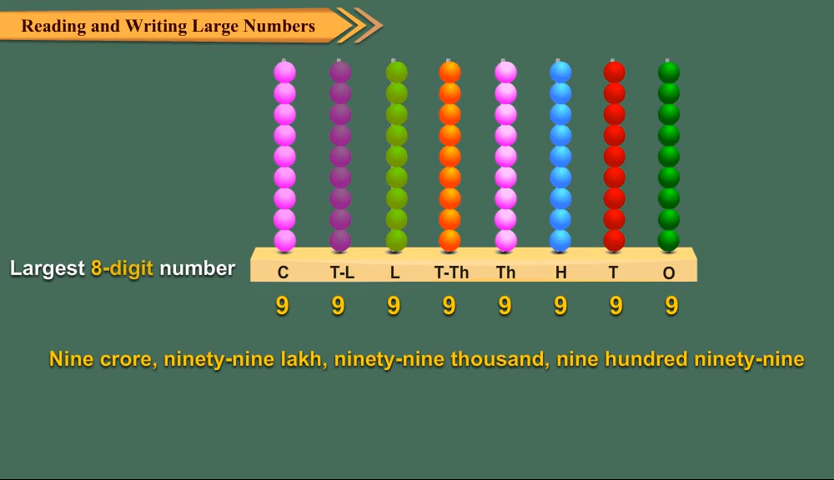 Reading and Writing Large Numbers
Largest 8-digit number
C T-L L T-Th Th H T O
9 9 9 9 9 9 9 9
Nine crore, ninety-nine lakh, ninety-nine thousand, nine hundred ninety-nine